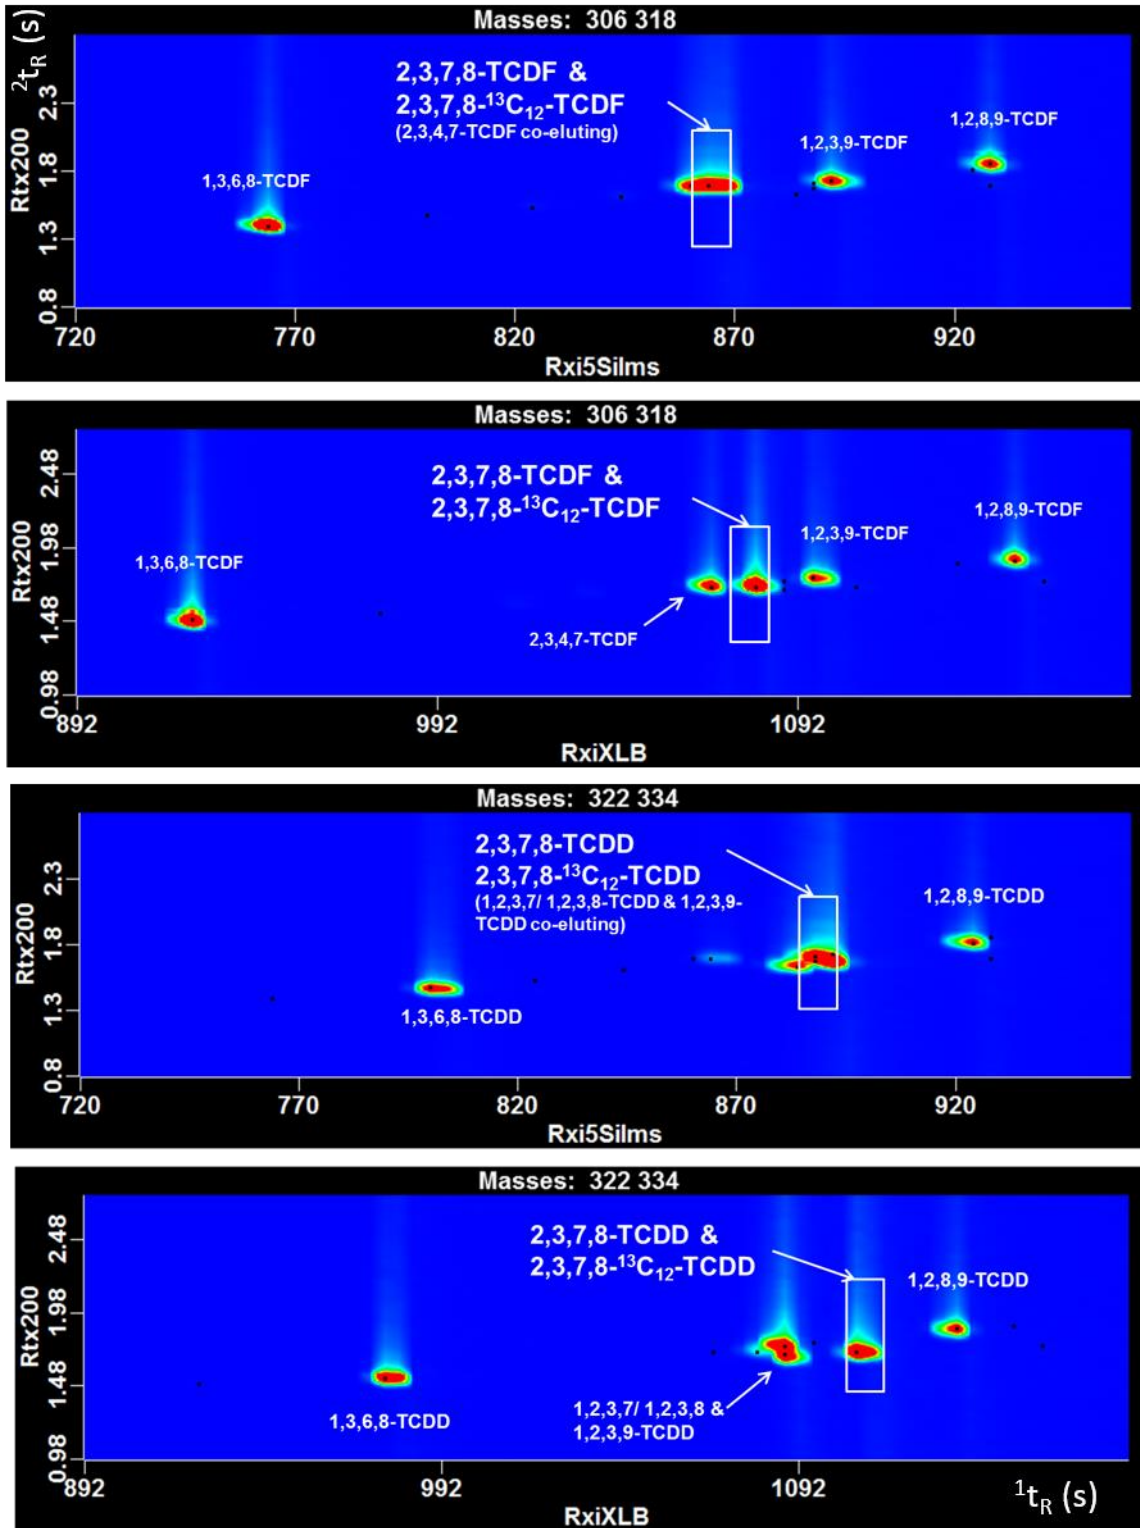 ²tR (s)
Masses: 306 318
Rtx200
2.3
1.8
1.3
0.8
2,3,7,8-TCDF &
2,3,7,8-¹³C₁₂-TCDF
(2,3,4,7-TCDF co-eluting)
1,3,6,8-TCDF
1,2,3,9-TCDF
1,2,8,9-TCDF
720 770 820 870 920
Rxi5Silms
Masses: 306 318
Rtx200
2.48
1.98
1.48
0.98
2,3,7,8-TCDF &
2,3,7,8-¹³C₁₂-TCDF
1,3,6,8-TCDF
2,3,4,7-TCDF
1,2,3,9-TCDF
1,2,8,9-TCDF
892 992 1092
RxiXLB
Masses: 322 334
Rtx200
2.3
1.8
1.3
0.8
2,3,7,8-TCDD
2,3,7,8-¹³C₁₂-TCDD
(1,2,3,7/ 1,2,3,8-TCDD & 1,2,3,9-
TCDD co-eluting)
1,2,8,9-TCDD
1,3,6,8-TCDD
720 770 820 870 920
Rxi5Silms
Masses: 322 334
Rtx200
2.48
1.98
1.48
0.98
2,3,7,8-TCDD &
2,3,7,8-¹³C₁₂-TCDD
1,2,8,9-TCDD
1,3,6,8-TCDD
1,2,3,7/ 1,2,3,8 &
1,2,3,9-TCDD
892 992 1092
¹tR (s)
RxiXLB